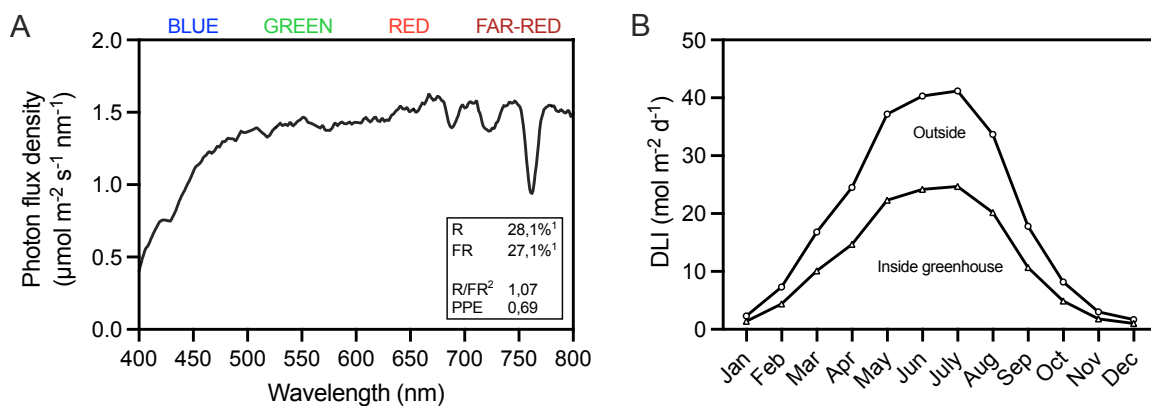 A
BLUE GREEN RED FAR-RED
Photon flux density
(µmol m⁻² s⁻¹ nm⁻¹)
2.0
1.5
1.0
0.5
0.0
R 28,1%¹
FR 27,1%¹
R/FR² 1,07
PPE 0,69
400 450 500 550 600 650 700 750 800
Wavelength (nm)
B
DLI (mol m⁻² d⁻¹)
50
40
30
20
10
0
Outside
Inside greenhouse
Jan Feb Mar Apr May Jun July Aug Sep Oct Nov Dec